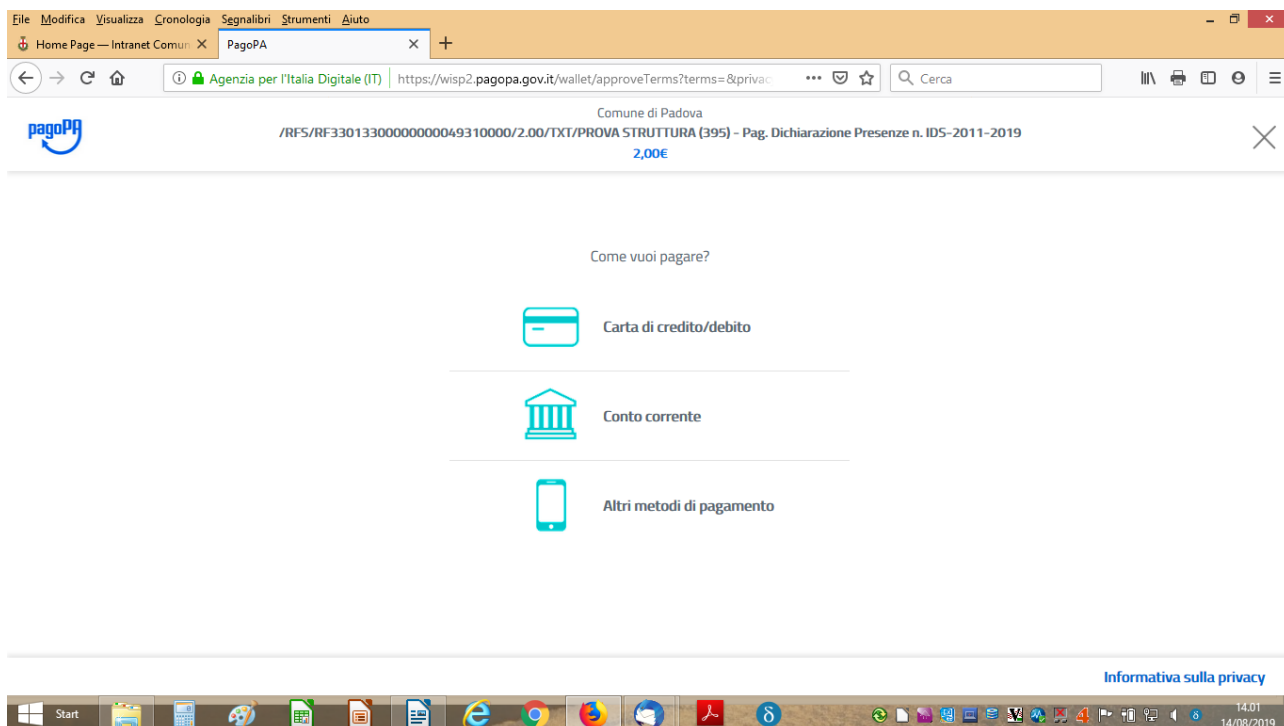 File Modifica Visualizza Cronologia Segnalibri Strumenti Aiuto
Home Page — Intranet Comun
PagoPA
Agenzia per l'Italia Digitale (IT) https://wisp2.pagopa.gov.it/wallet/approveTerms?terms=&privac
Cerca
pagoPA
Comune di Padova
/RFS/RF33013300000000049310000/2.00/TXT/PROVA STRUTTURA (395) - Pag. Dichiarazione Presenze n. IDS-2011-2019
2,00€
Come vuoi pagare?
Carta di credito/debito
Conto corrente
Altri metodi di pagamento
Informativa sulla privacy
Start
14.01
14/08/2019